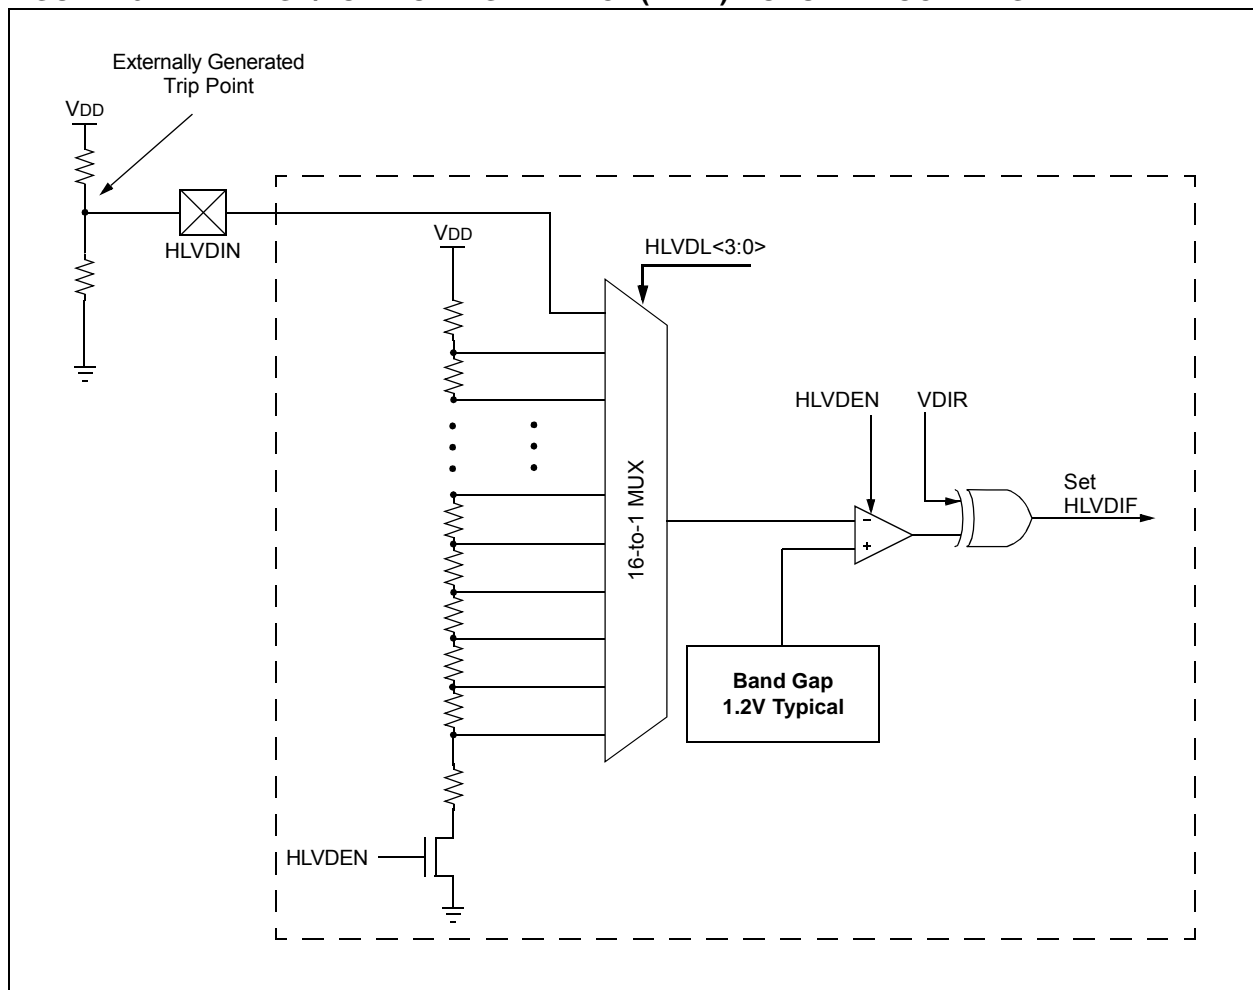 Externally Generated
Trip Point
VDD
HLVDIN
VDD
HLVDL<3:0>
HLVDEN
VDIR
16-to-1 MUX
Set
HLVDIF
–
+
Band Gap
1.2V Typical
HLVDEN